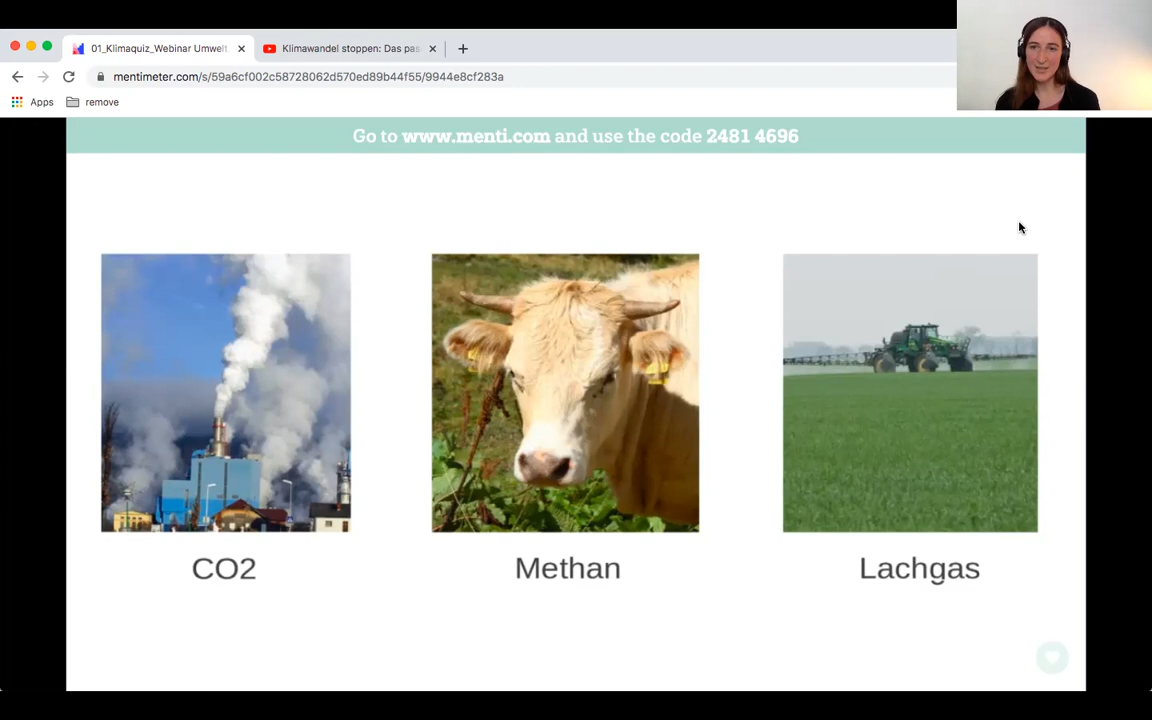 01_Klimaquiz_Webinar Umwelt
Klimawandel stoppen: Das pas
mentimeter.com/s/59a6cf002c58728062d570ed89b44f55/9944e8cf283a
Apps
remove
Go to www.menti.com and use the code 2481 4696
CO2
Methan
Lachgas